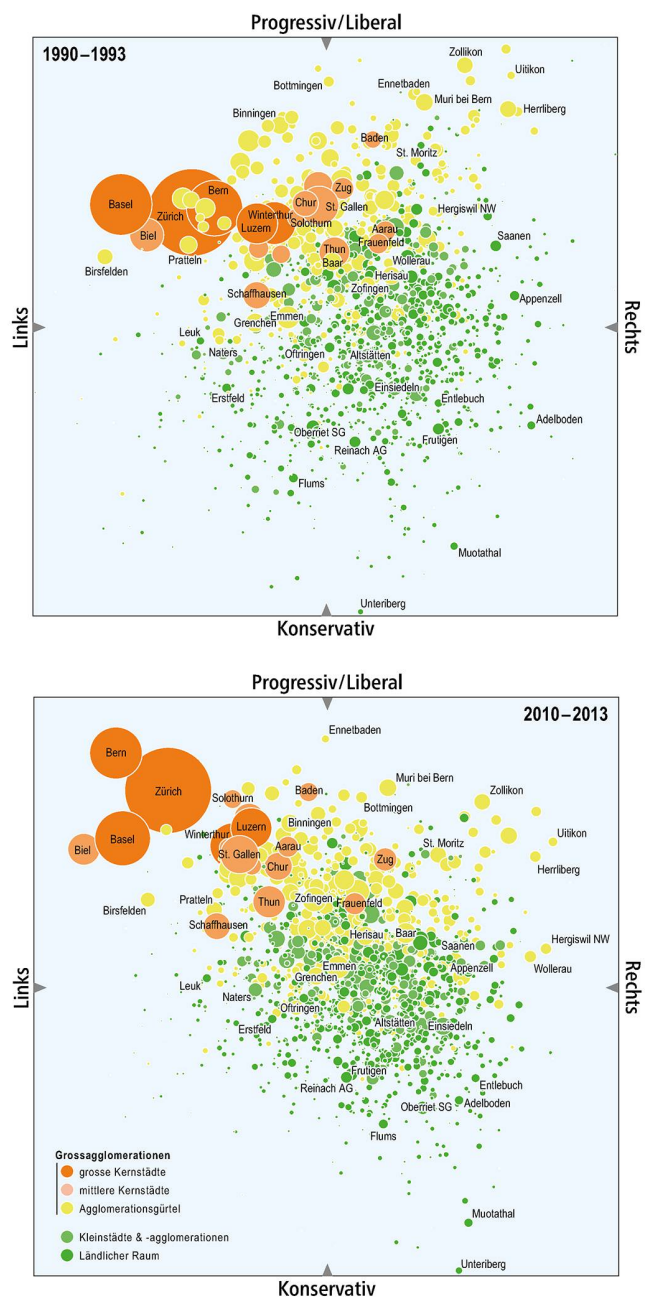 Progressiv/Liberal
1990–1993
Zollikon
Uitikon
Bottmingen
Ennetbaden
Muri bei Bern
Herrliberg
Binningen
Baden
St. Moritz
Bern
Zug
Basel
Zürich
Chur
St. Gallen
Winterthur
Hergiswil NW
Solothurn
Luzern
Biel
Aarau
Saanen
Frauenfeld
Thun
Pratteln
Baar
Wollerau
Birsfelden
Herisau
Zofingen
Schaffhausen
Appenzell
Emmen
Grenchen
Links
Rechts
Leuk
Naters
Oftringen
Altstätten
Einsiedeln
Erstfeld
Entlebuch
Adelboden
Oberriet SG
Frutigen
Reinach AG
Flums
Muotathal
Unteriberg
Konservativ
Progressiv/Liberal
2010–2013
Ennetbaden
Bern
Muri bei Bern
Zürich
Solothurn
Baden
Zollikon
Bottmingen
Binningen
Luzern
Winterthur
Uitikon
Basel
St. Moritz
Aarau
Biel
St. Gallen
Zug
Chur
Herrliberg
Pratteln
Zofingen
Thun
Frauenfeld
Birsfelden
Schaffhausen
Herisau
Baar
Hergiswil NW
Saanen
Emmen
Appenzell
Wollerau
Grenchen
Links
Rechts
Leuk
Naters
Oftringen
Altstätten
Einsiedeln
Erstfeld
Frutigen
Reinach AG
Entlebuch
Oberriet SG
Adelboden
Flums
Grossagglomerationen
grosse Kernstädte
mittlere Kernstädte
Agglomerationsgürtel
Kleinstädte & -agglomerationen
Ländlicher Raum
Muotathal
Unteriberg
Konservativ